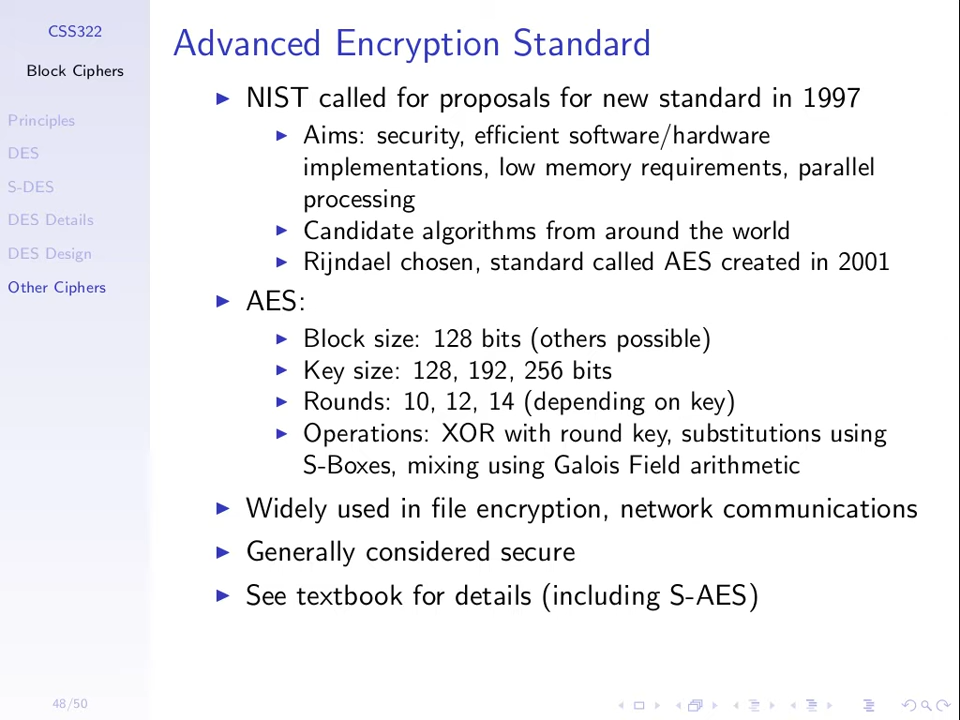 CSS322
Block Ciphers
Principles
DES
S-DES
DES Details
DES Design
Other Ciphers
48/50
Advanced Encryption Standard
NIST called for proposals for new standard in 1997
Aims: security, efficient software/hardware
implementations, low memory requirements, parallel
processing
Candidate algorithms from around the world
Rijndael chosen, standard called AES created in 2001
AES:
Block size: 128 bits (others possible)
Key size: 128, 192, 256 bits
Rounds: 10, 12, 14 (depending on key)
Operations: XOR with round key, substitutions using
S-Boxes, mixing using Galois Field arithmetic
Widely used in file encryption, network communications
Generally considered secure
See textbook for details (including S-AES)